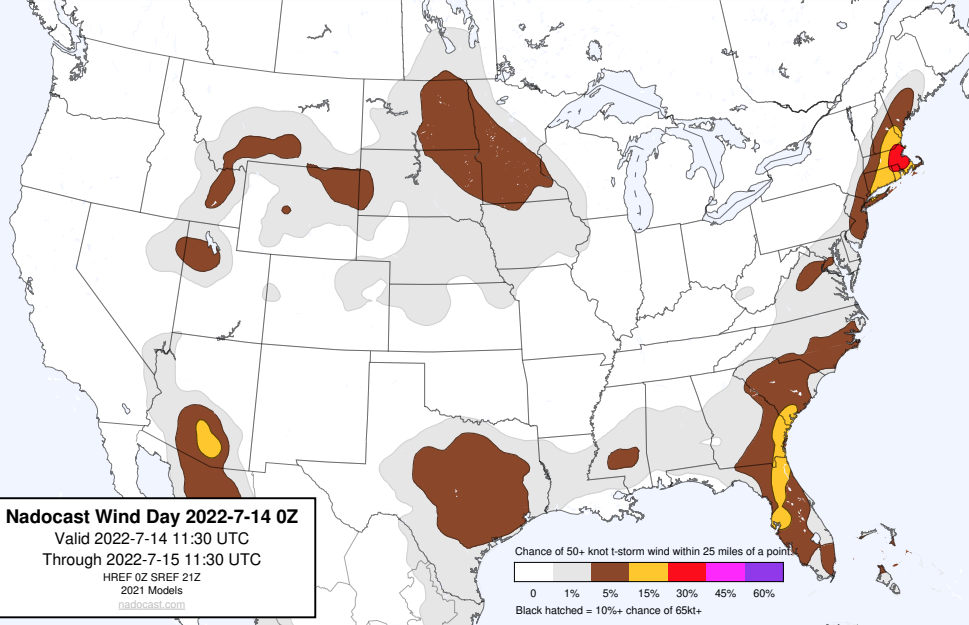 Nadocast Wind Day 2022-7-14 0Z
Valid 2022-7-14 11:30 UTC
Through 2022-7-15 11:30 UTC
HREF 0Z SREF 21Z
2021 Models
nadocast.com
Chance of 50+ knot t-storm wind within 25 miles of a point.
0 1% 5% 15% 30% 45% 60%
Black hatched = 10%+ chance of 65kt+